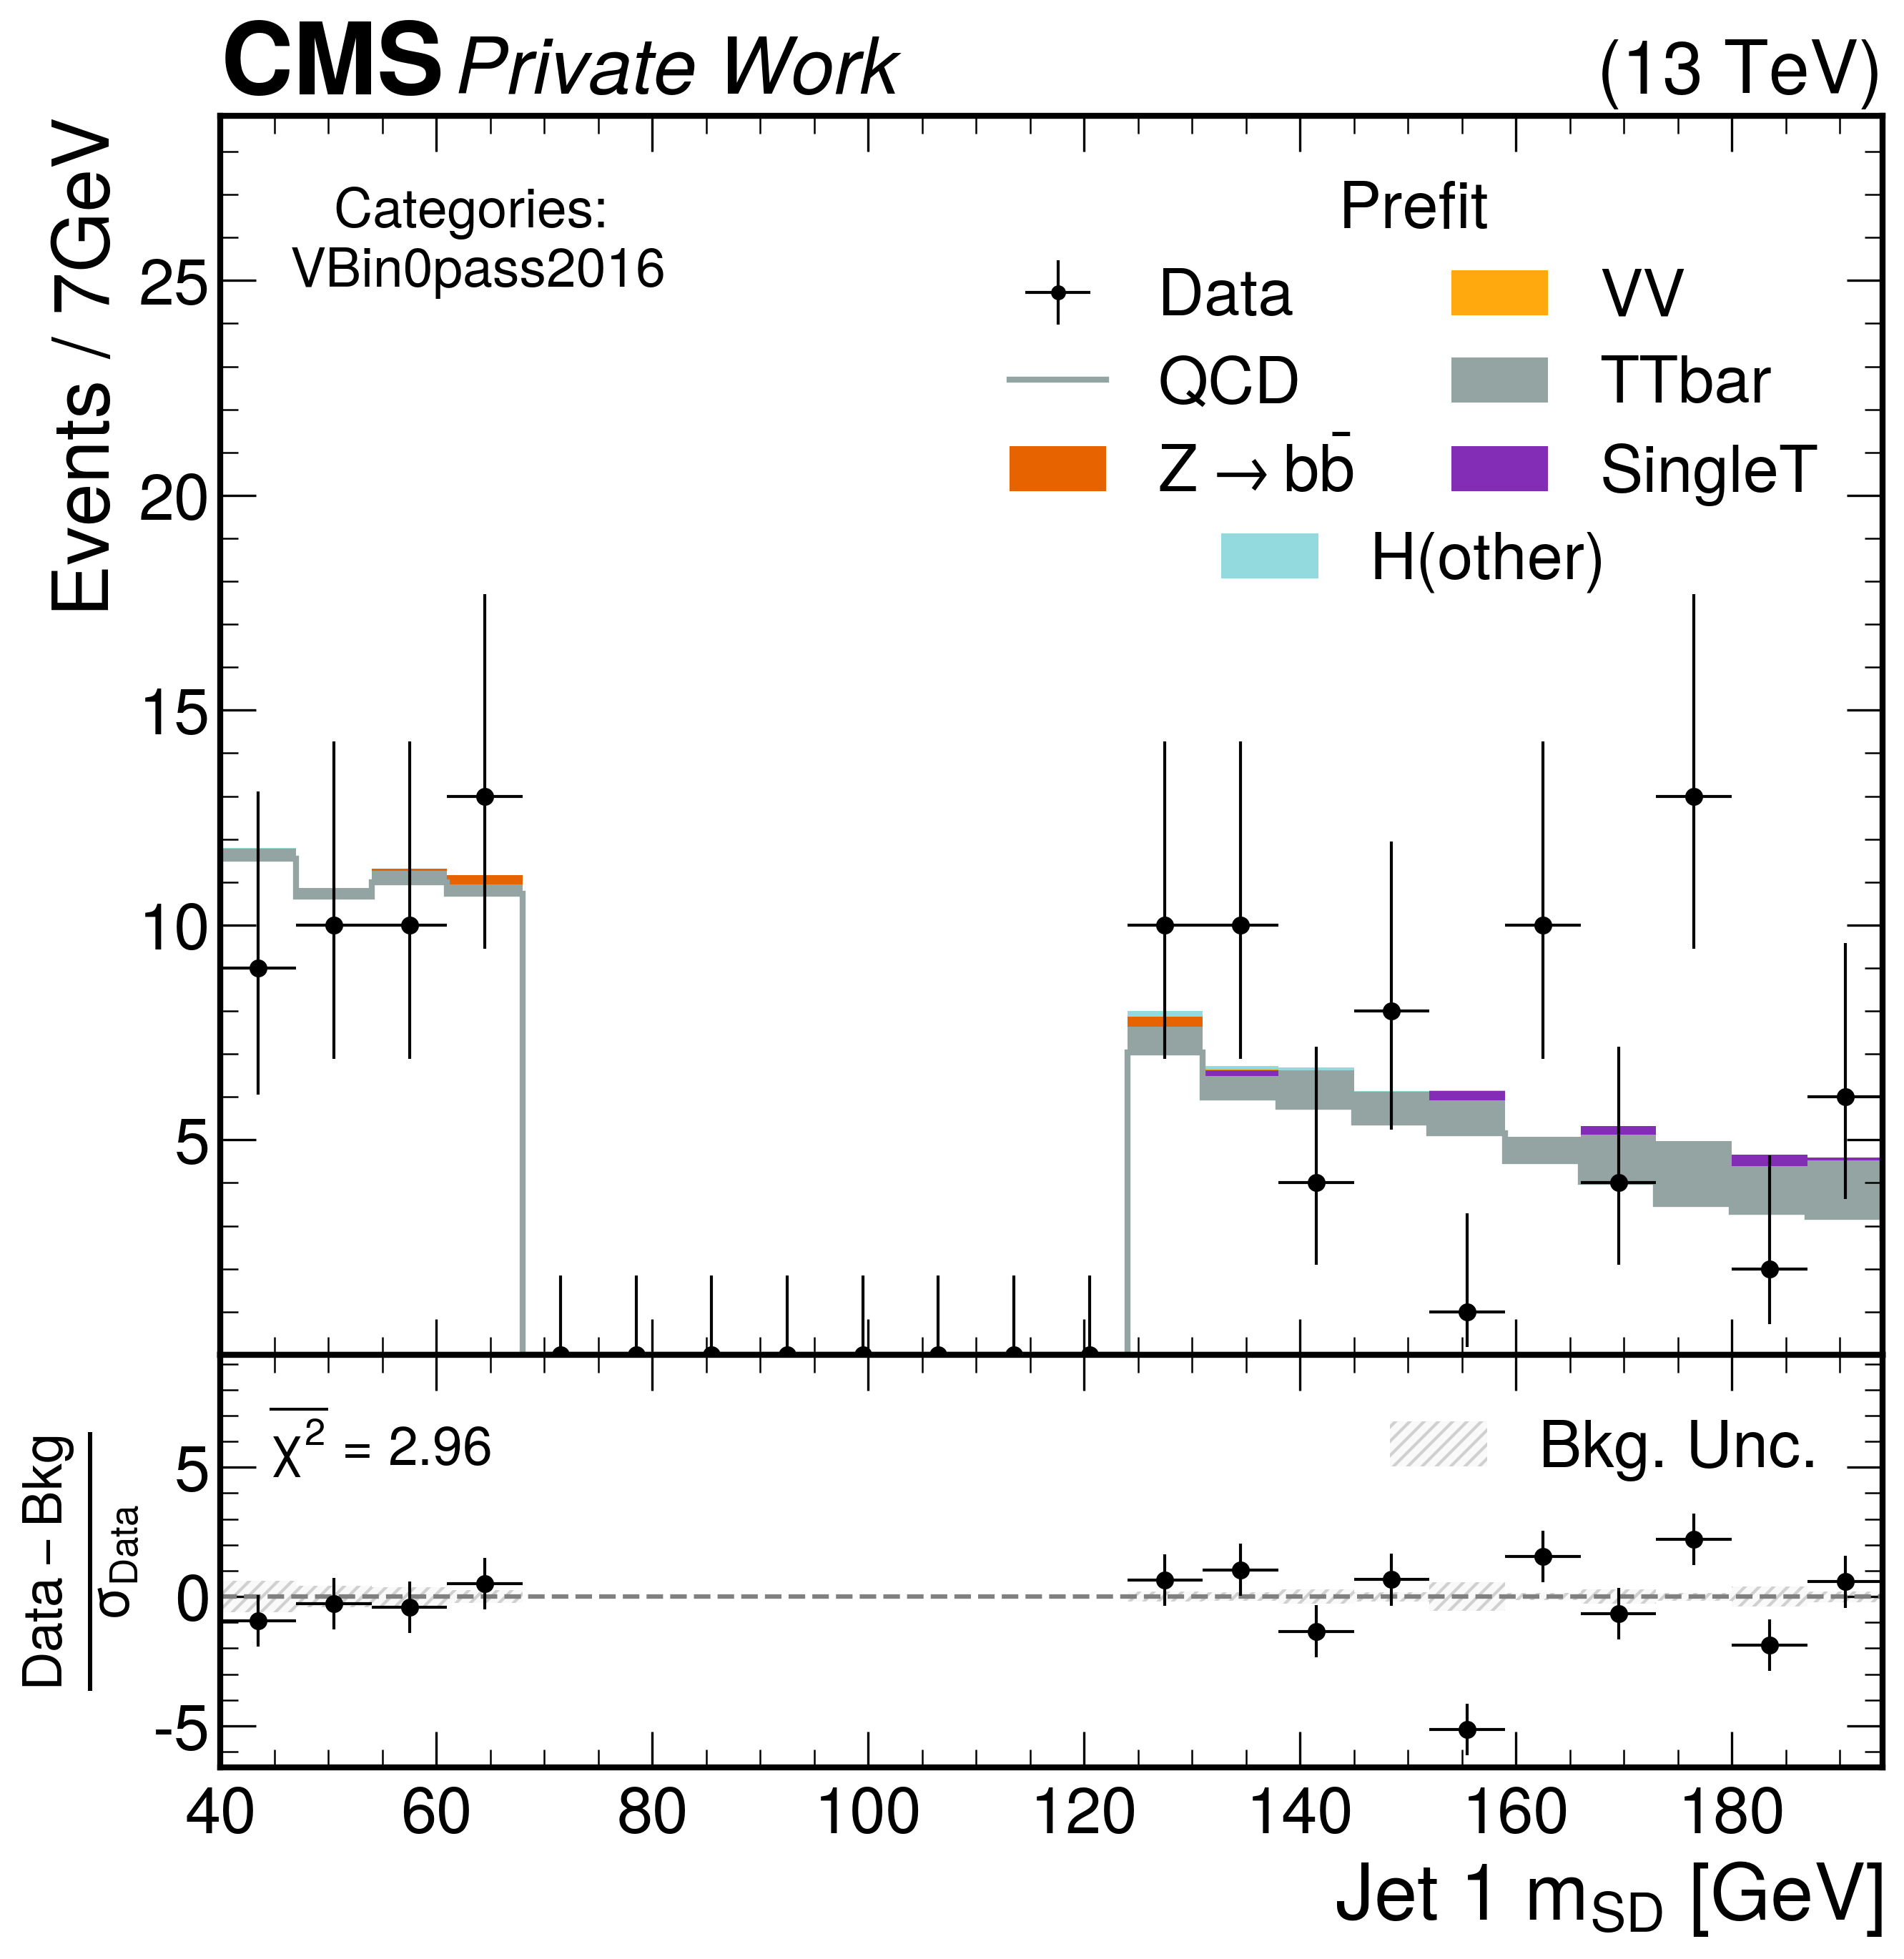 CMS Private Work (13 TeV)
Events / 7GeV
Categories:
VBin0pass2016
Prefit
Data VV
QCD TTbar
Z → bb̄ SingleT
H(other)
25
20
15
10
5
χ² = 2.96
Bkg. Unc.
Data – Bkg
σData
5
0
-5
40 60 80 100 120 140 160 180
Jet 1 mSD [GeV]